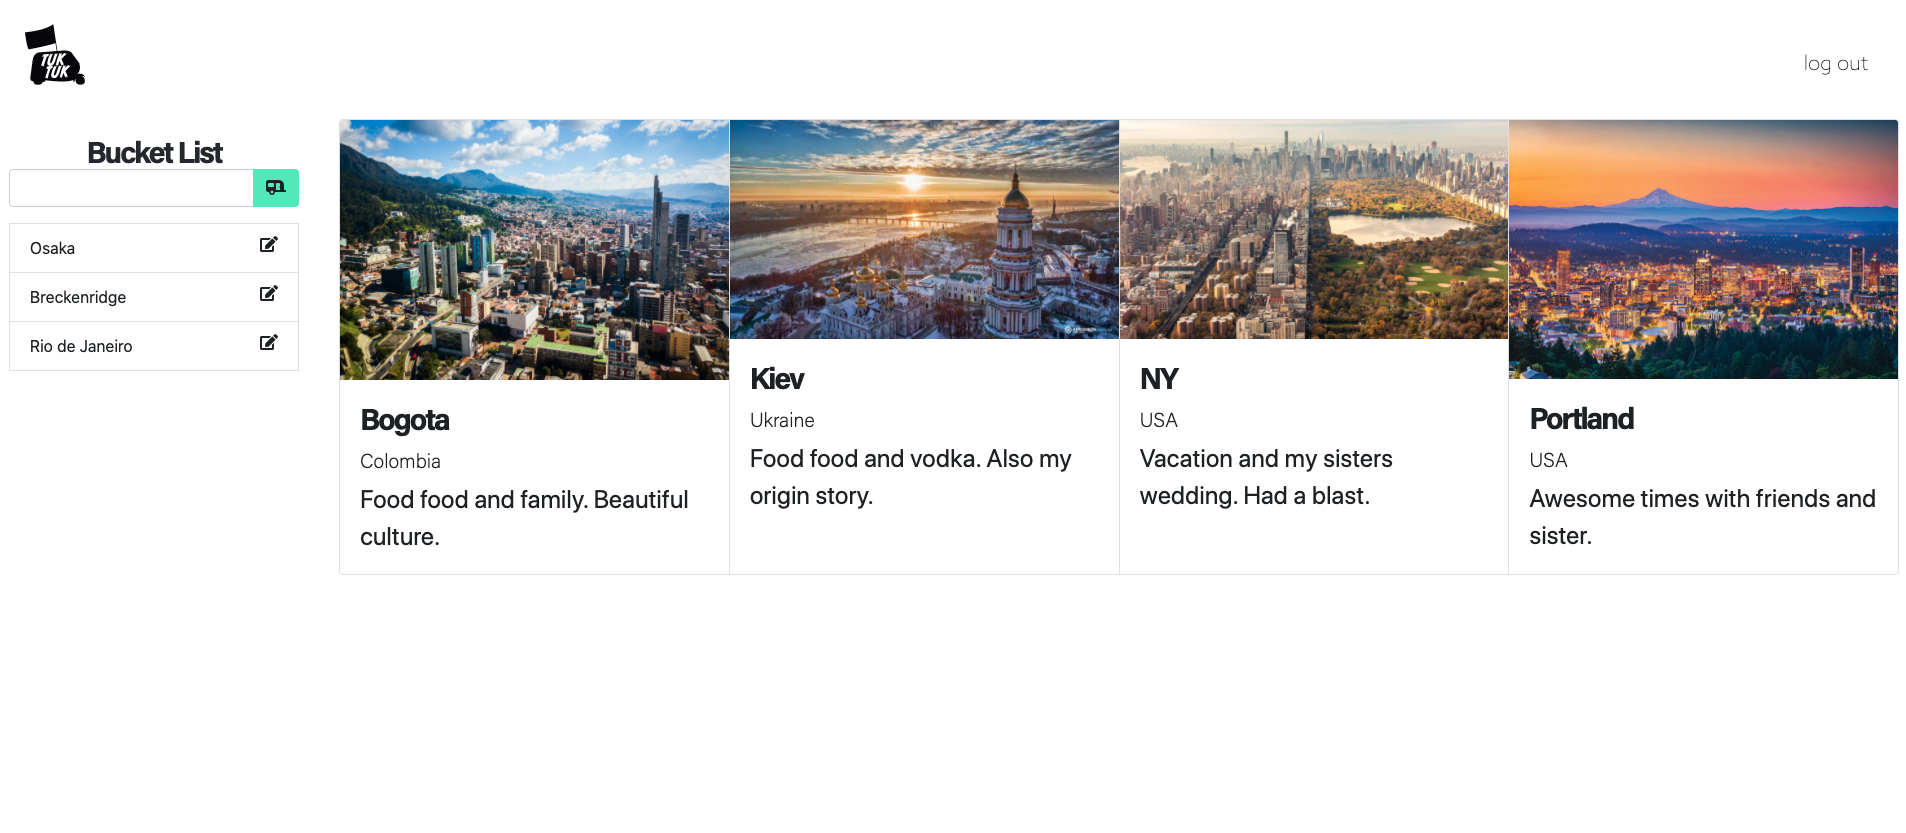 TUK
TUK
log out
Bucket List
Osaka
Breckenridge
Rio de Janeiro
Bogota
Colombia
Food food and family. Beautiful
culture.
Kiev
Ukraine
Food food and vodka. Also my
origin story.
NY
USA
Vacation and my sisters
wedding. Had a blast.
Portland
USA
Awesome times with friends and
sister.